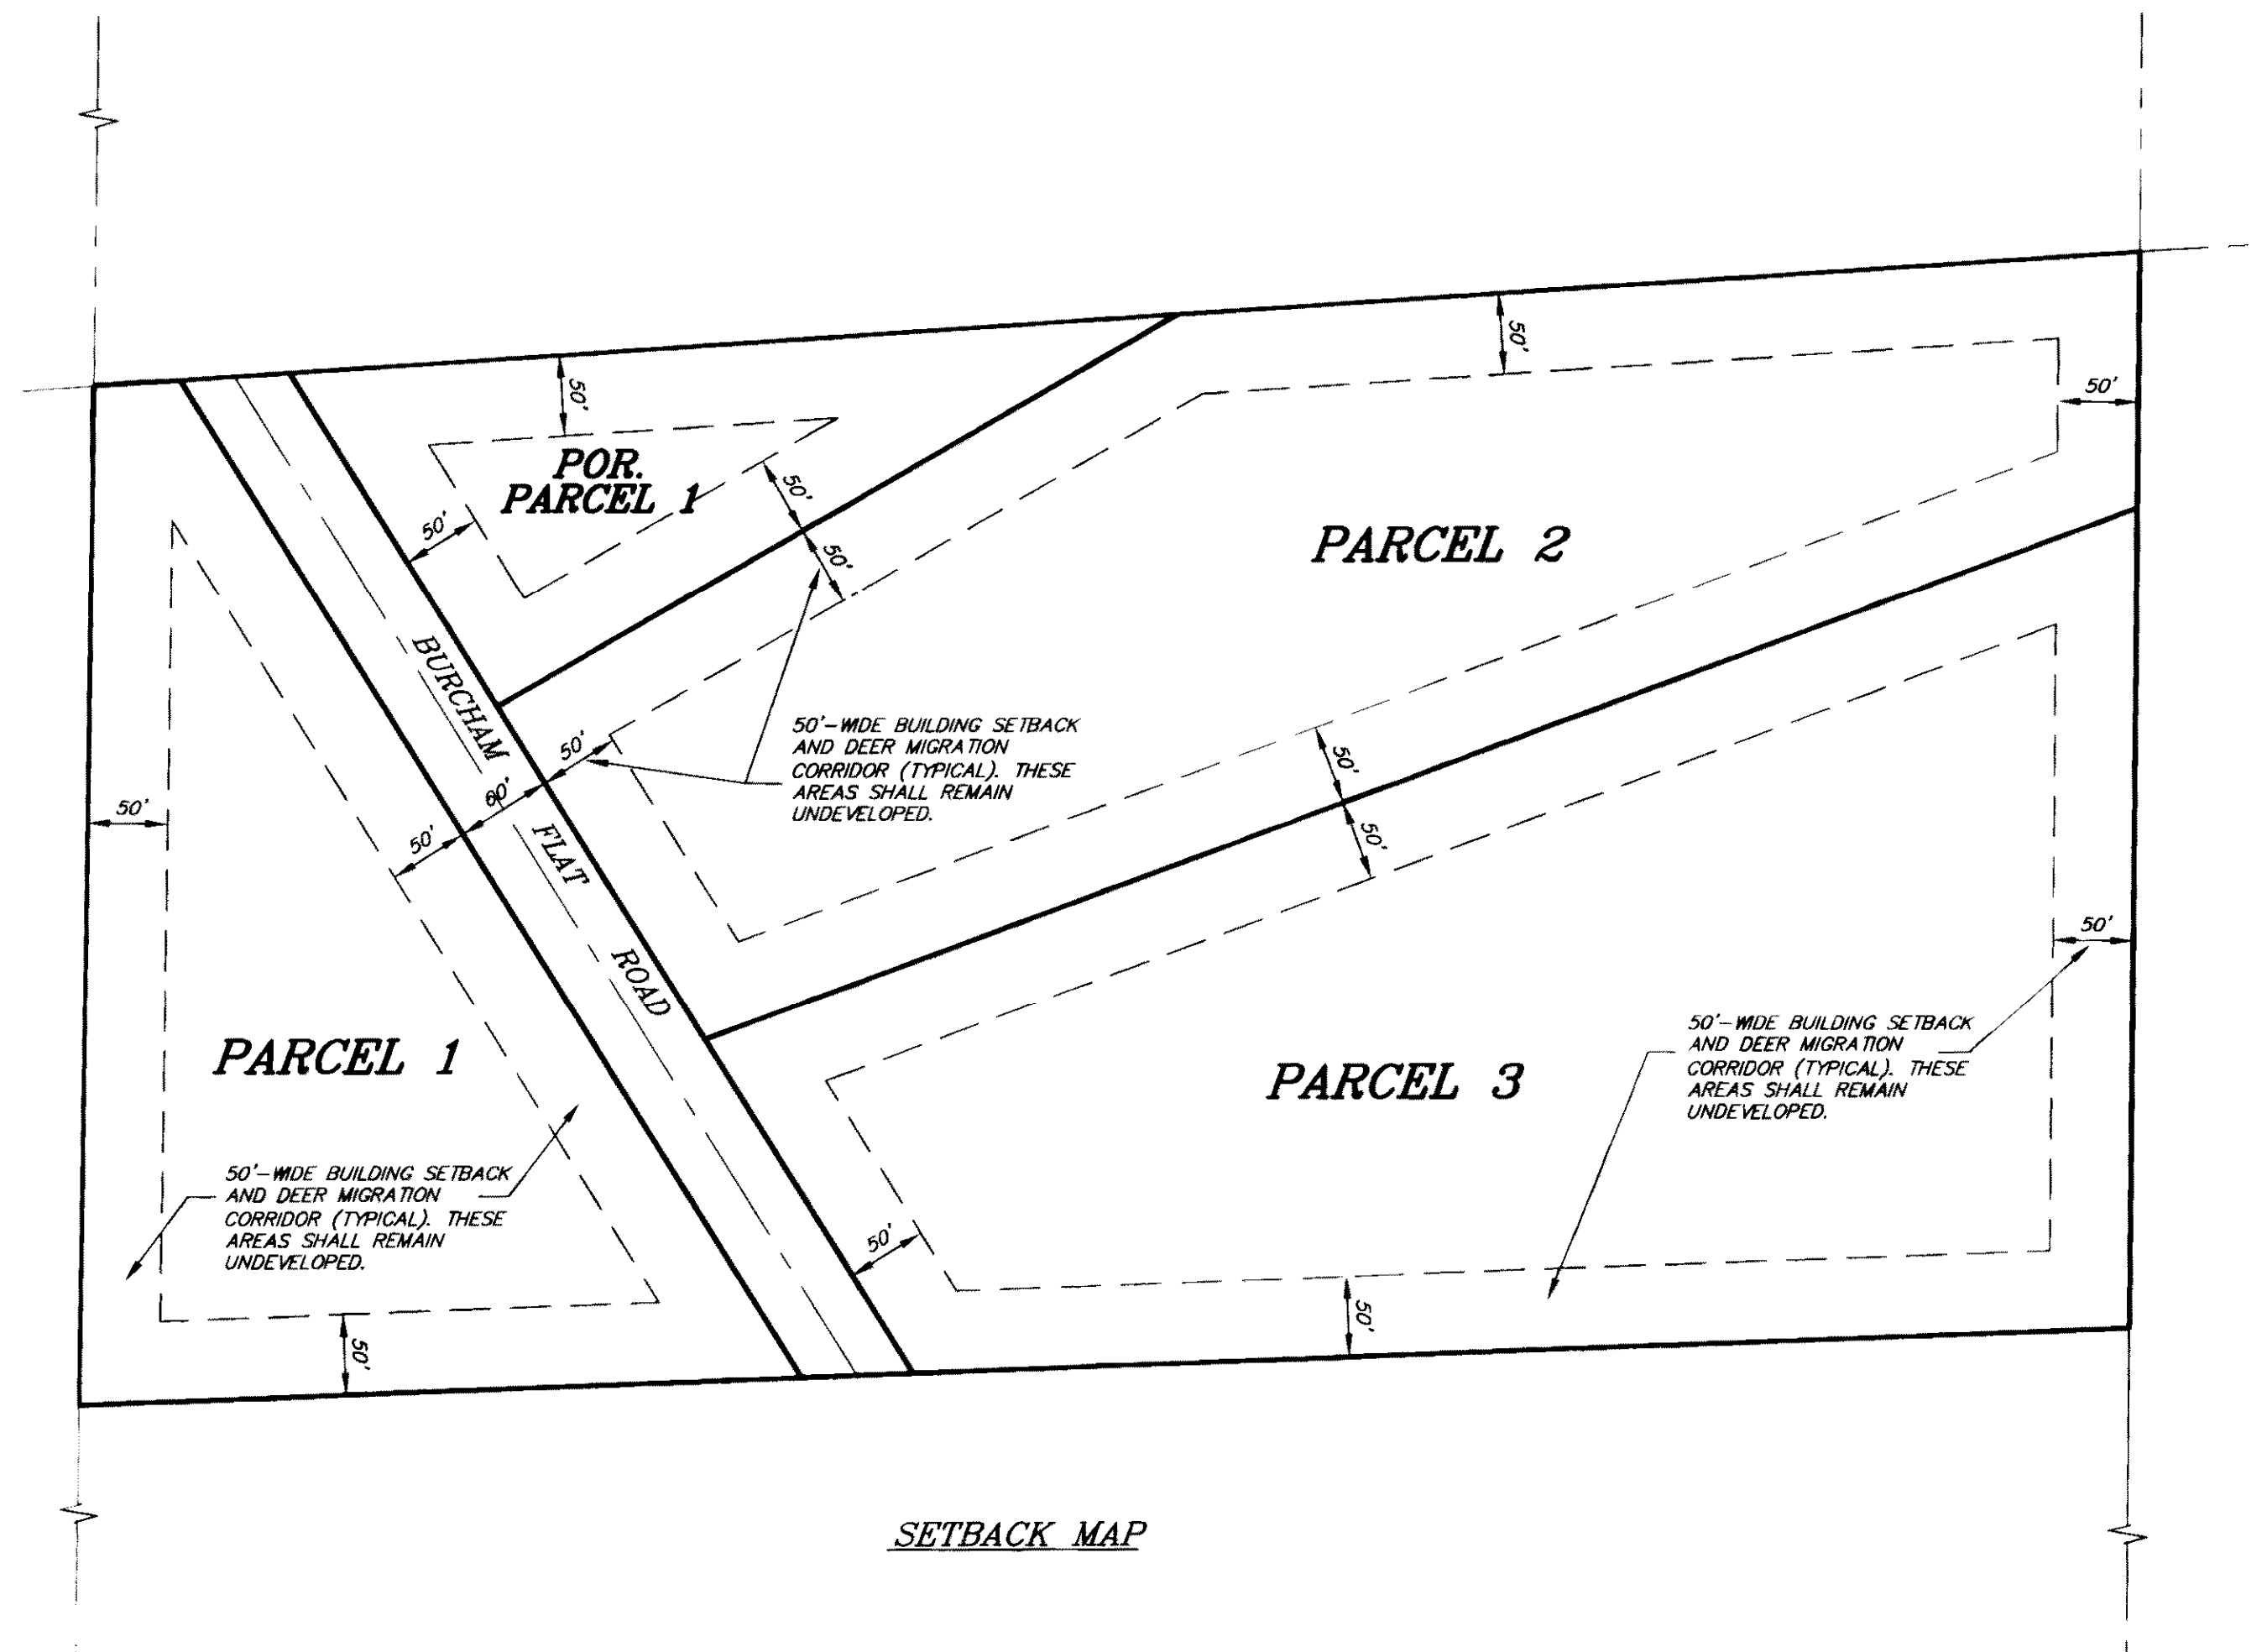 50'
50'
50'
POR.
PARCEL 1
50'
50'
50'
PARCEL 2
BURCHAM
FLAT
ROAD
50'
60'
50'
50'
50'-WIDE BUILDING SETBACK
AND DEER MIGRATION
CORRIDOR (TYPICAL). THESE
AREAS SHALL REMAIN
UNDEVELOPED.
50'
50'
50'
PARCEL 1
50'-WIDE BUILDING SETBACK
AND DEER MIGRATION
CORRIDOR (TYPICAL). THESE
AREAS SHALL REMAIN
UNDEVELOPED.
PARCEL 3
50'-WIDE BUILDING SETBACK
AND DEER MIGRATION
CORRIDOR (TYPICAL). THESE
AREAS SHALL REMAIN
UNDEVELOPED.
50'
50'
50'
SETBACK MAP